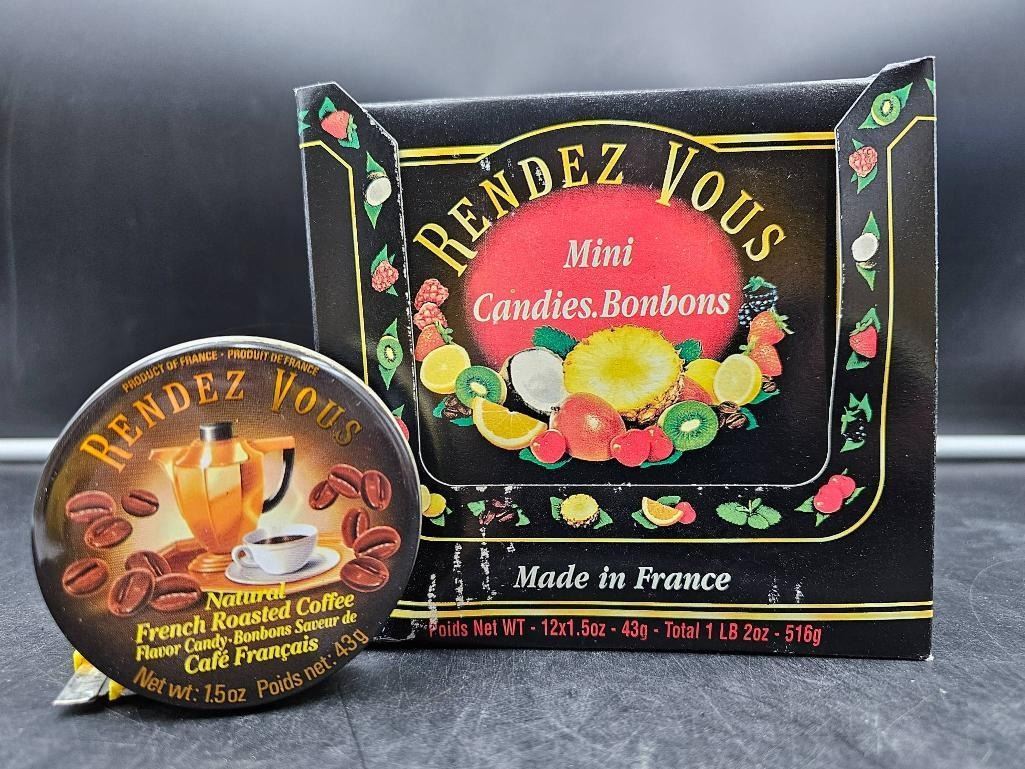 RENDEZ VOUS
Mini
Candies.Bonbons
Made in France
Poids Net WT - 12x1.5oz - 43g - Total 1 LB 2oz - 516g
PRODUCT OF FRANCE • PRODUIT DE FRANCE
RENDEZ VOUS
Natural
French Roasted Coffee
Flavor Candy•Bonbons Saveur de
Café Français
Net wt: 1.5oz Poids net: 43g